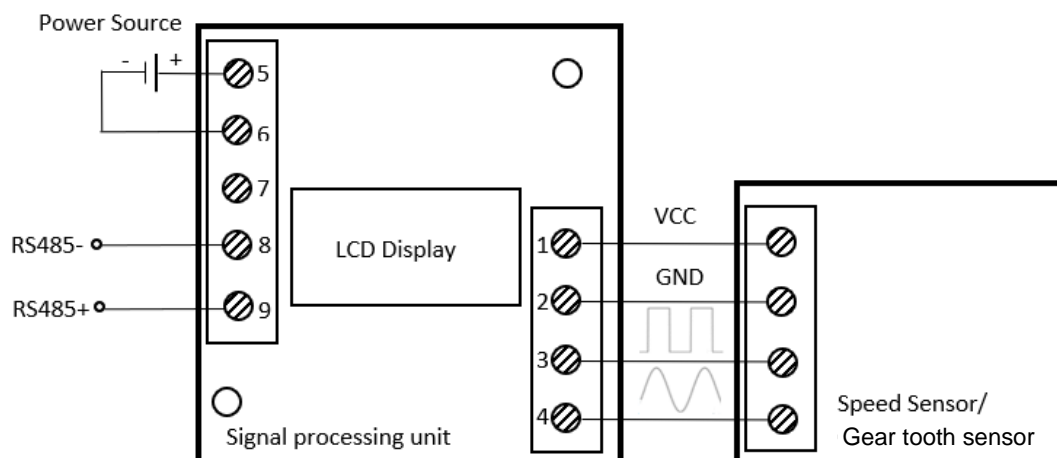 Power Source
- +
5
6
7
RS485- 8
RS485+ 9
LCD Display
1
2
3
4
VCC
GND
Signal processing unit
Speed Sensor/
Gear tooth sensor